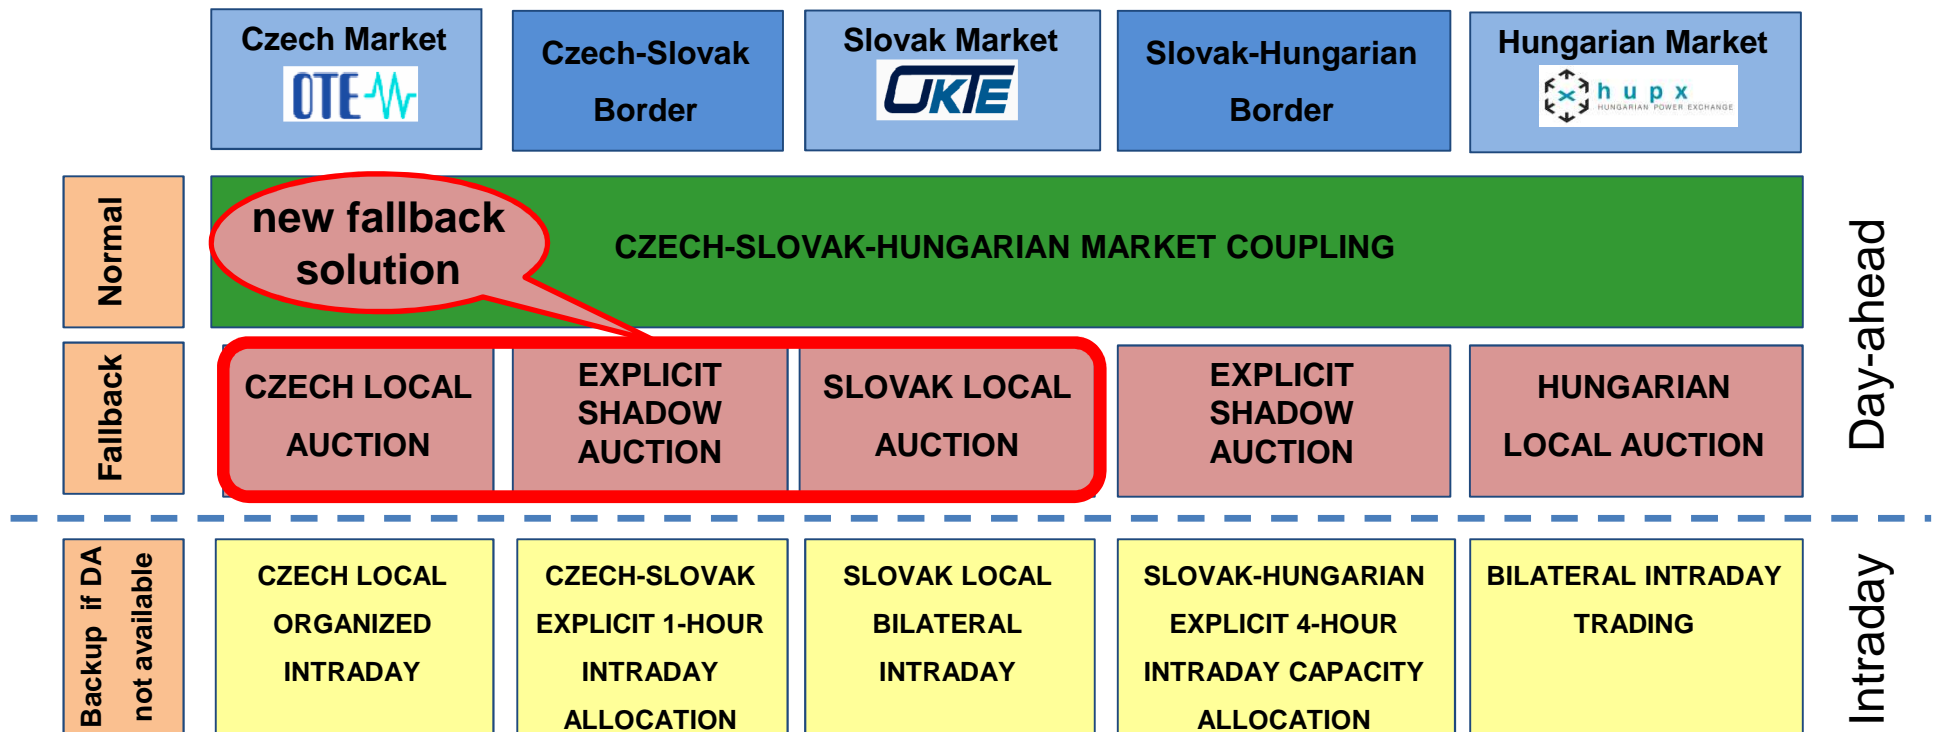 Czech Market
OTE
Czech-Slovak
Border
Slovak Market
OKTE
Slovak-Hungarian
Border
Hungarian Market
hupx
HUNGARIAN POWER EXCHANGE
Normal
new fallback
solution
CZECH-SLOVAK-HUNGARIAN MARKET COUPLING
Day-ahead
Fallback
CZECH LOCAL
AUCTION
EXPLICIT
SHADOW
AUCTION
SLOVAK LOCAL
AUCTION
EXPLICIT
SHADOW
AUCTION
HUNGARIAN
LOCAL AUCTION
Backup if DA
not available
CZECH LOCAL
ORGANIZED
INTRADAY
CZECH-SLOVAK
EXPLICIT 1-HOUR
INTRADAY
ALLOCATION
SLOVAK LOCAL
BILATERAL
INTRADAY
SLOVAK-HUNGARIAN
EXPLICIT 4-HOUR
INTRADAY CAPACITY
ALLOCATION
BILATERAL INTRADAY
TRADING
Intraday